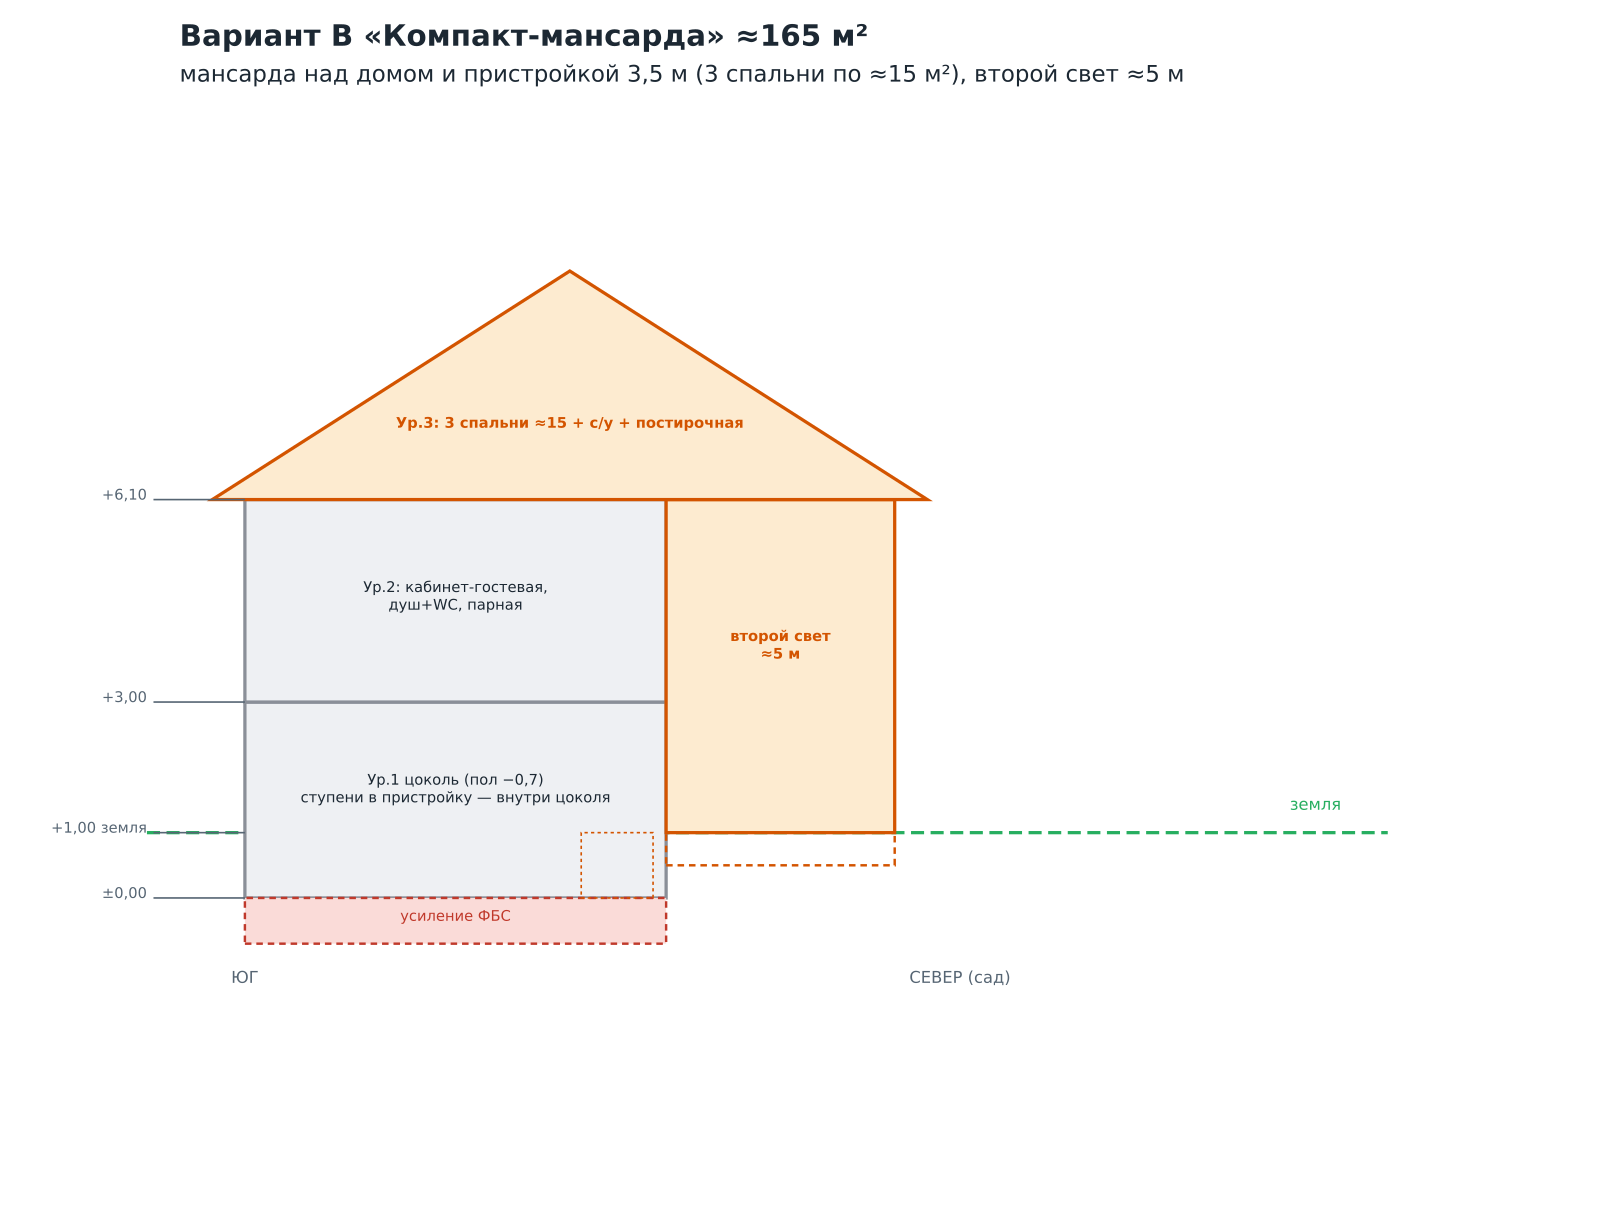 Вариант В «Компакт-мансарда» ≈165 м²
мансарда над домом и пристройкой 3,5 м (3 спальни по ≈15 м²), второй свет ≈5 м
Ур.3: 3 спальни ≈15 + с/у + постирочная
+6,10
Ур.2: кабинет-гостевая,
душ+WC, парная
второй свет
≈5 м
+3,00
Ур.1 цоколь (пол −0,7)
ступени в пристройку — внутри цоколя
земля
+1,00 земля
±0,00
усиление ФБС
ЮГ
СЕВЕР (сад)